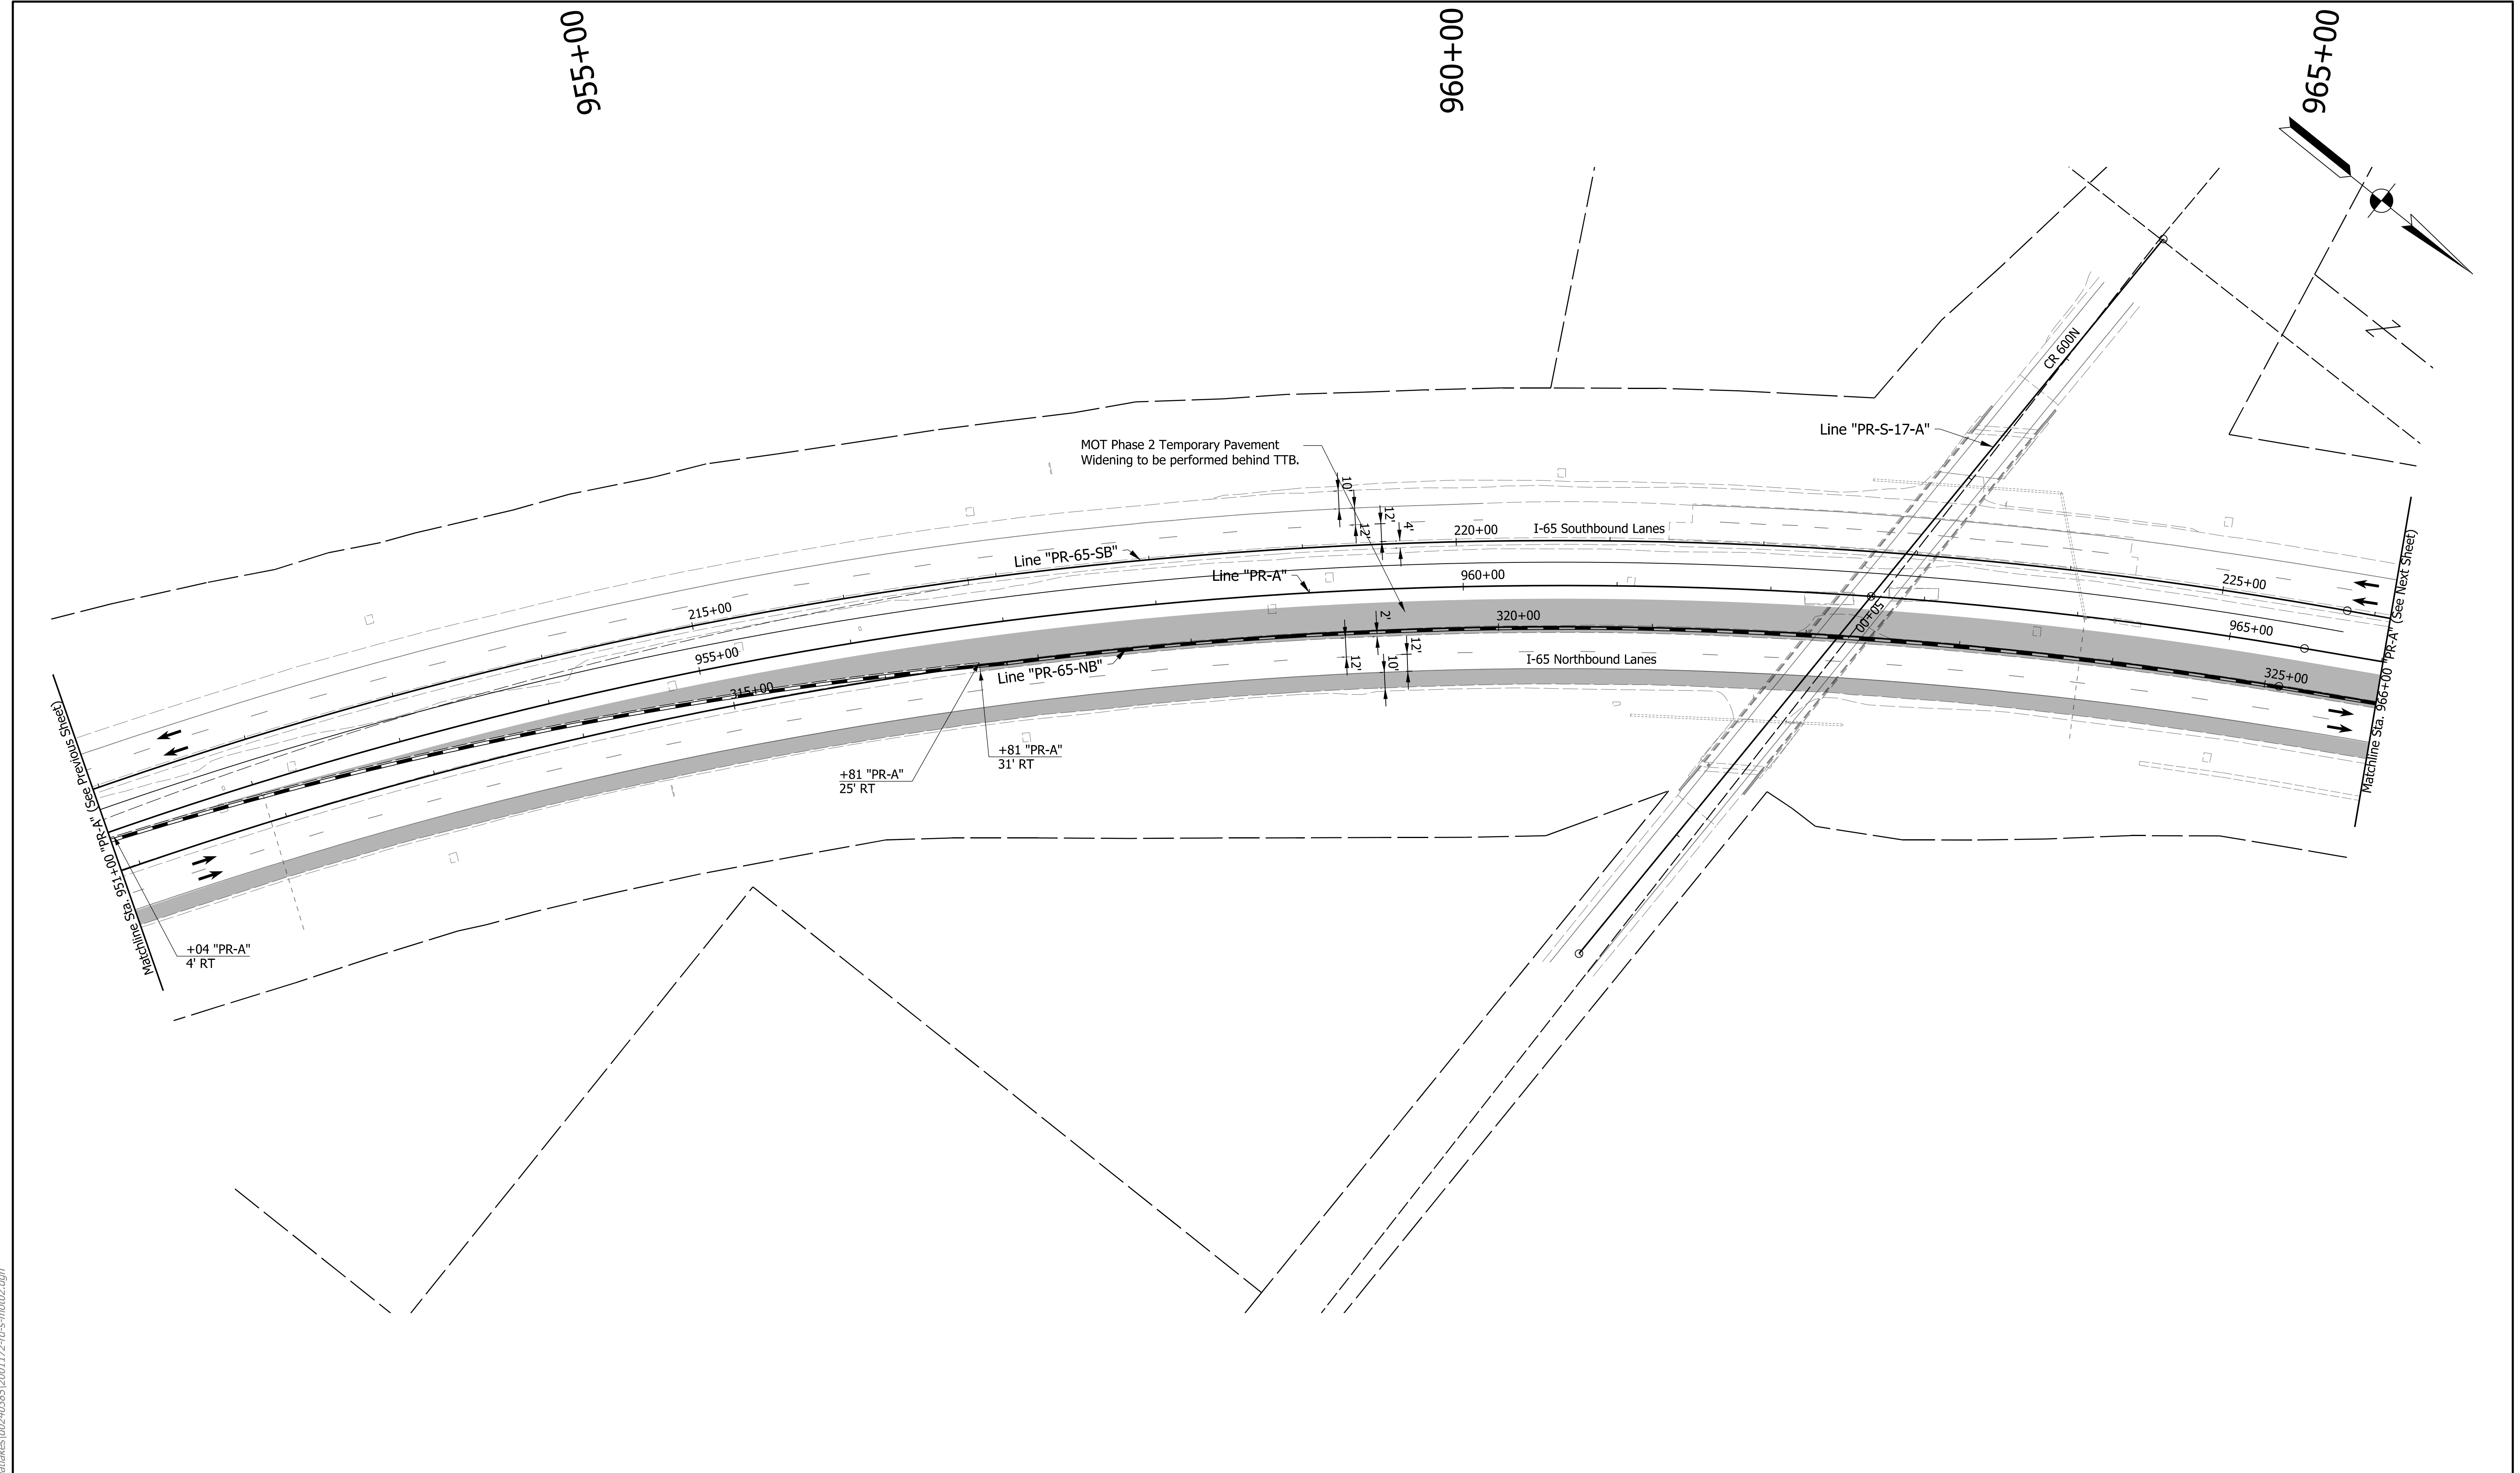 955+00
960+00
965+00
N
CR 600N
Line "PR-S-17-A"
MOT Phase 2 Temporary Pavement
Widening to be performed behind TTB.
10'
12'
12'
4'
220+00
I-65 Southbound Lanes
Line "PR-65-SB"
Line "PR-A"
960+00
225+00
215+00
2'
320+00
50+00
965+00
955+00
Line "PR-65-NB"
12'
12'
10'
I-65 Northbound Lanes
325+00
315+00
+81 "PR-A"
31' RT
+81 "PR-A"
25' RT
+04 "PR-A"
4' RT
Matchline Sta. 951+00 "PR-A" (See Previous Sheet)
Matchline Sta. 966+00 "PR-A" (See Next Sheet)